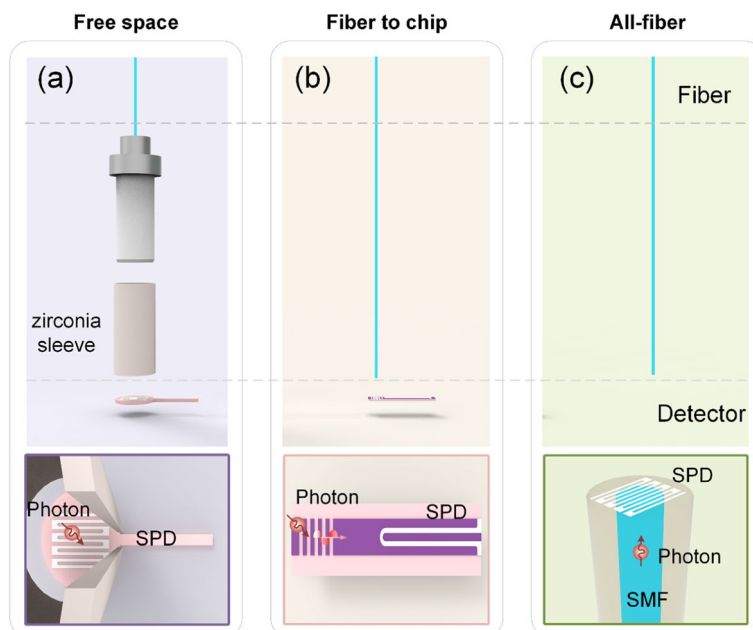 Free space
Fiber to chip
All-fiber
(a)
(b)
(c)
Fiber
zirconia
sleeve
Detector
Photon
SPD
Photon
SPD
SPD
Photon
SMF